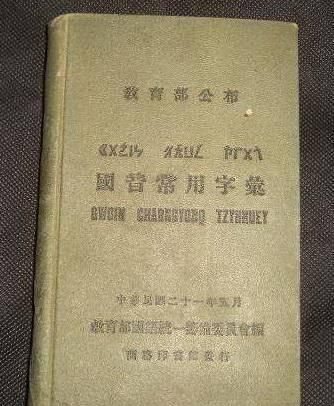 教育部公布
國音常用字彙
GWOIN CHARNGYONQ TZYHHUEY
中華民國二十一年五月
教育部國語統一籌備委員會編
商務印書館發行